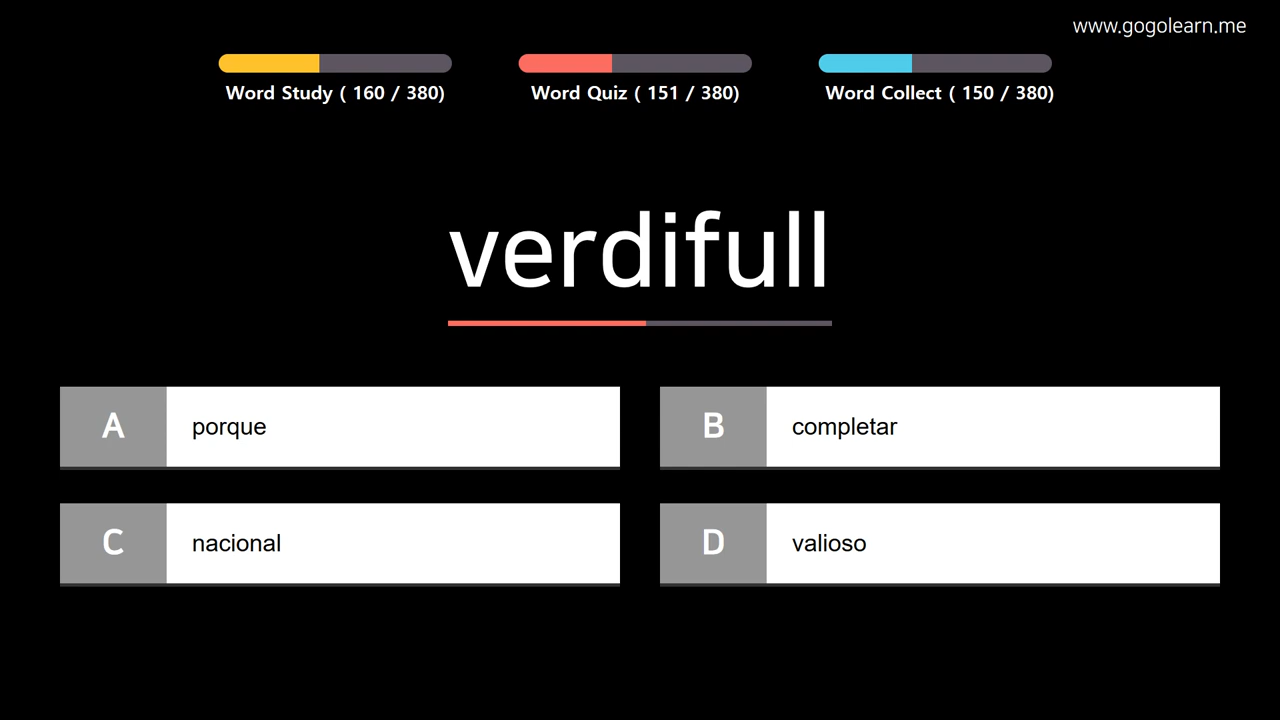 www.gogolearn.me
Word Study ( 160 / 380)
Word Quiz ( 151 / 380)
Word Collect ( 150 / 380)
verdifull
A porque
B completar
C nacional
D valioso